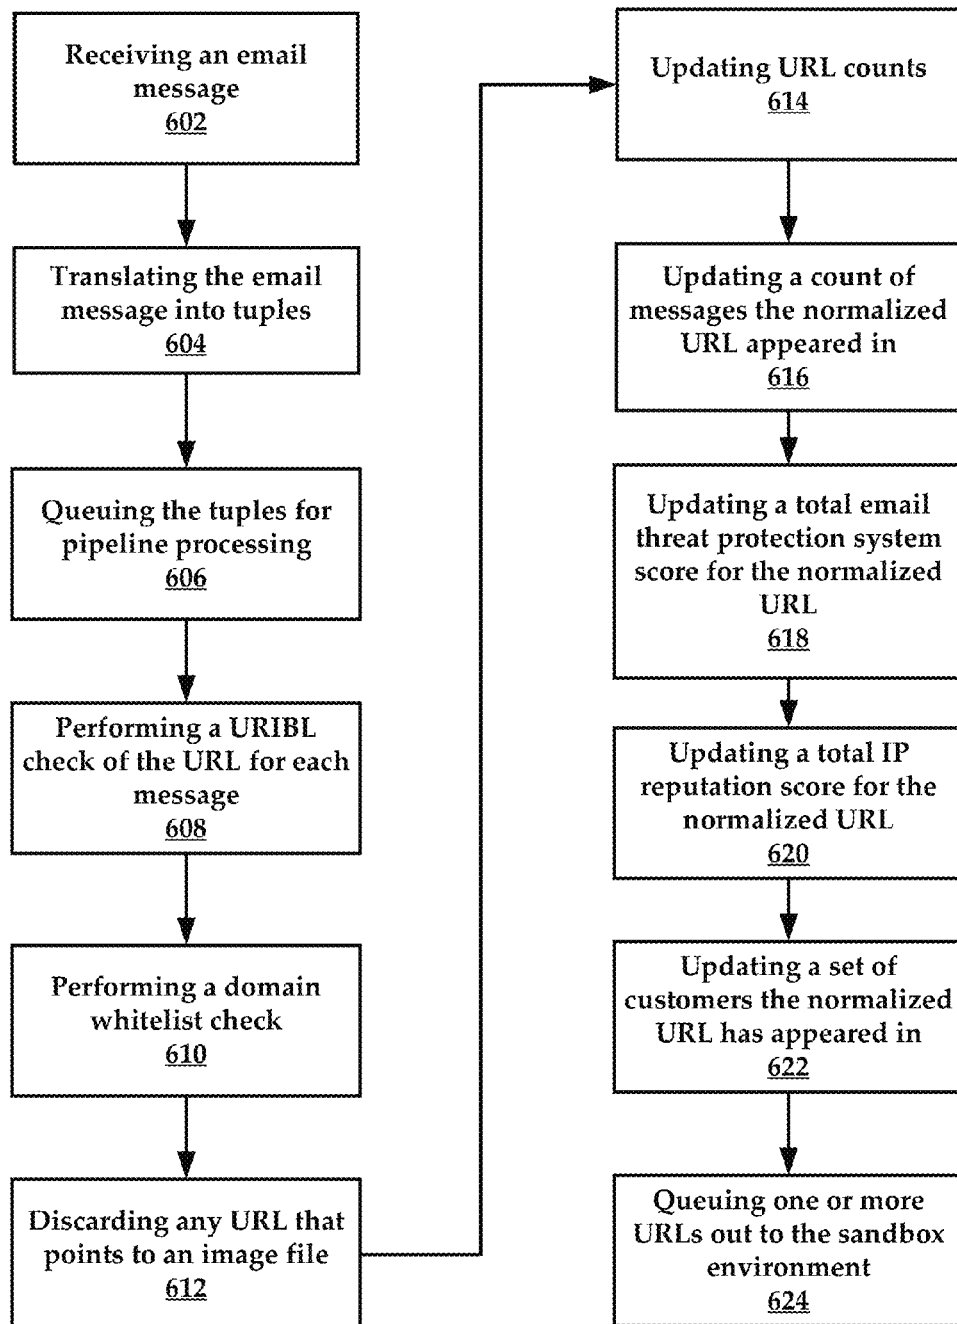 Receiving an email
message
602
Translating the email
message into tuples
604
Queuing the tuples for
pipeline processing
606
Performing a URIBL
check of the URL for each
message
608
Performing a domain
whitelist check
610
Discarding any URL that
points to an image file
612
Updating URL counts
614
Updating a count of
messages the normalized
URL appeared in
616
Updating a total email
threat protection system
score for the normalized
URL
618
Updating a total IP
reputation score for the
normalized URL
620
Updating a set of
customers the normalized
URL has appeared in
622
Queuing one or more
URLs out to the sandbox
environment
624